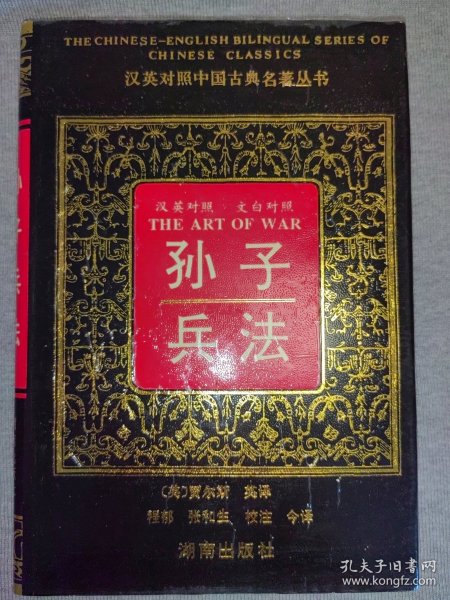 THE CHINESE-ENGLISH BILINGUAL SERIES OF
CHINESE CLASSICS
汉英对照中国古典名著丛书
汉英对照 · 文白对照
THE ART OF WAR
孙子
兵法
(英)贾尔斯 英译
程郁 张和生 校注 今译
湖南出版社
孔夫子旧书网
www.kongfz.com